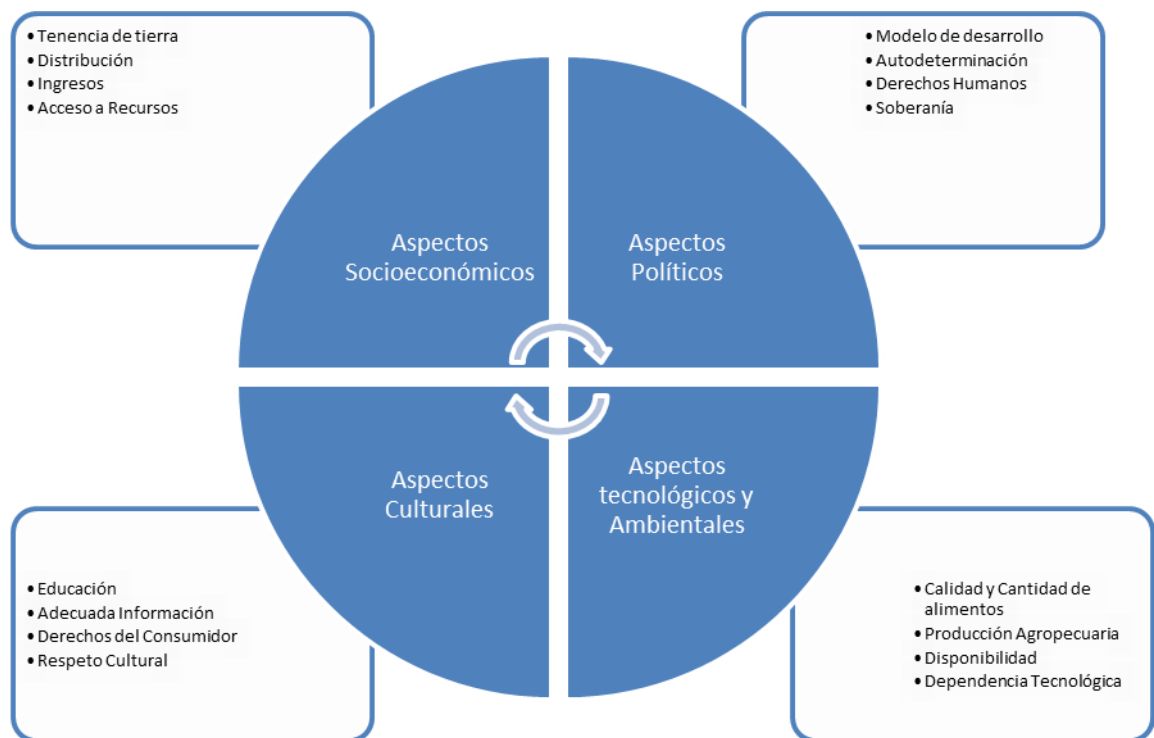 • Tenencia de tierra
• Distribución
• Ingresos
• Acceso a Recursos
• Modelo de desarrollo
• Autodeterminación
• Derechos Humanos
• Soberanía
Aspectos
Socioeconómicos
Aspectos
Políticos
Aspectos
Culturales
Aspectos
tecnológicos y
Ambientales
• Educación
• Adecuada Información
• Derechos del Consumidor
• Respeto Cultural
• Calidad y Cantidad de
alimentos
• Producción Agropecuaria
• Disponibilidad
• Dependencia Tecnológica